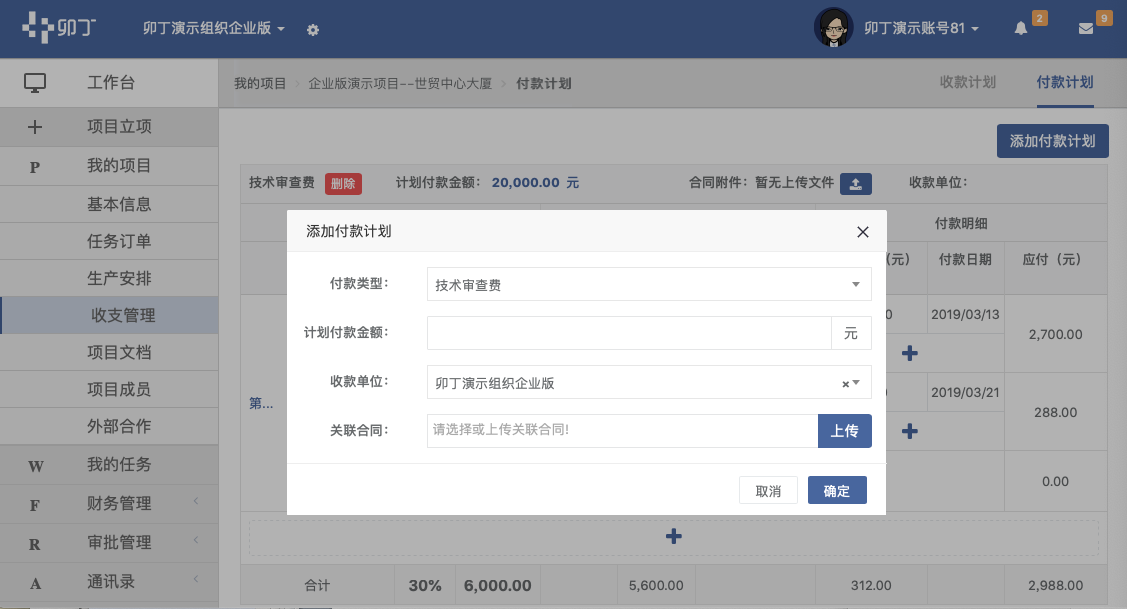 卯丁 卯丁演示组织企业版 卯丁演示账号81 2 9
工作台
我的项目 企业版演示项目--世贸中心大厦 付款计划 收款计划 付款计划
项目立项
P 我的项目
基本信息
任务订单
生产安排
收支管理
项目文档
项目成员
外部合作
W 我的任务
F 财务管理
R 审批管理
A 通讯录
添加付款计划
技术审查费 删除 计划付款金额： 20,000.00 元 合同附件： 暂无上传文件 收款单位：
付款明细
(元) 付款日期 应付（元）
0 2019/03/13 2,700.00
第... 2019/03/21 288.00
0.00
合计 30% 6,000.00 5,600.00 312.00 2,988.00
添加付款计划
付款类型： 技术审查费
计划付款金额： 元
收款单位： 卯丁演示组织企业版 ×
关联合同： 请选择或上传关联合同! 上传
取消 确定